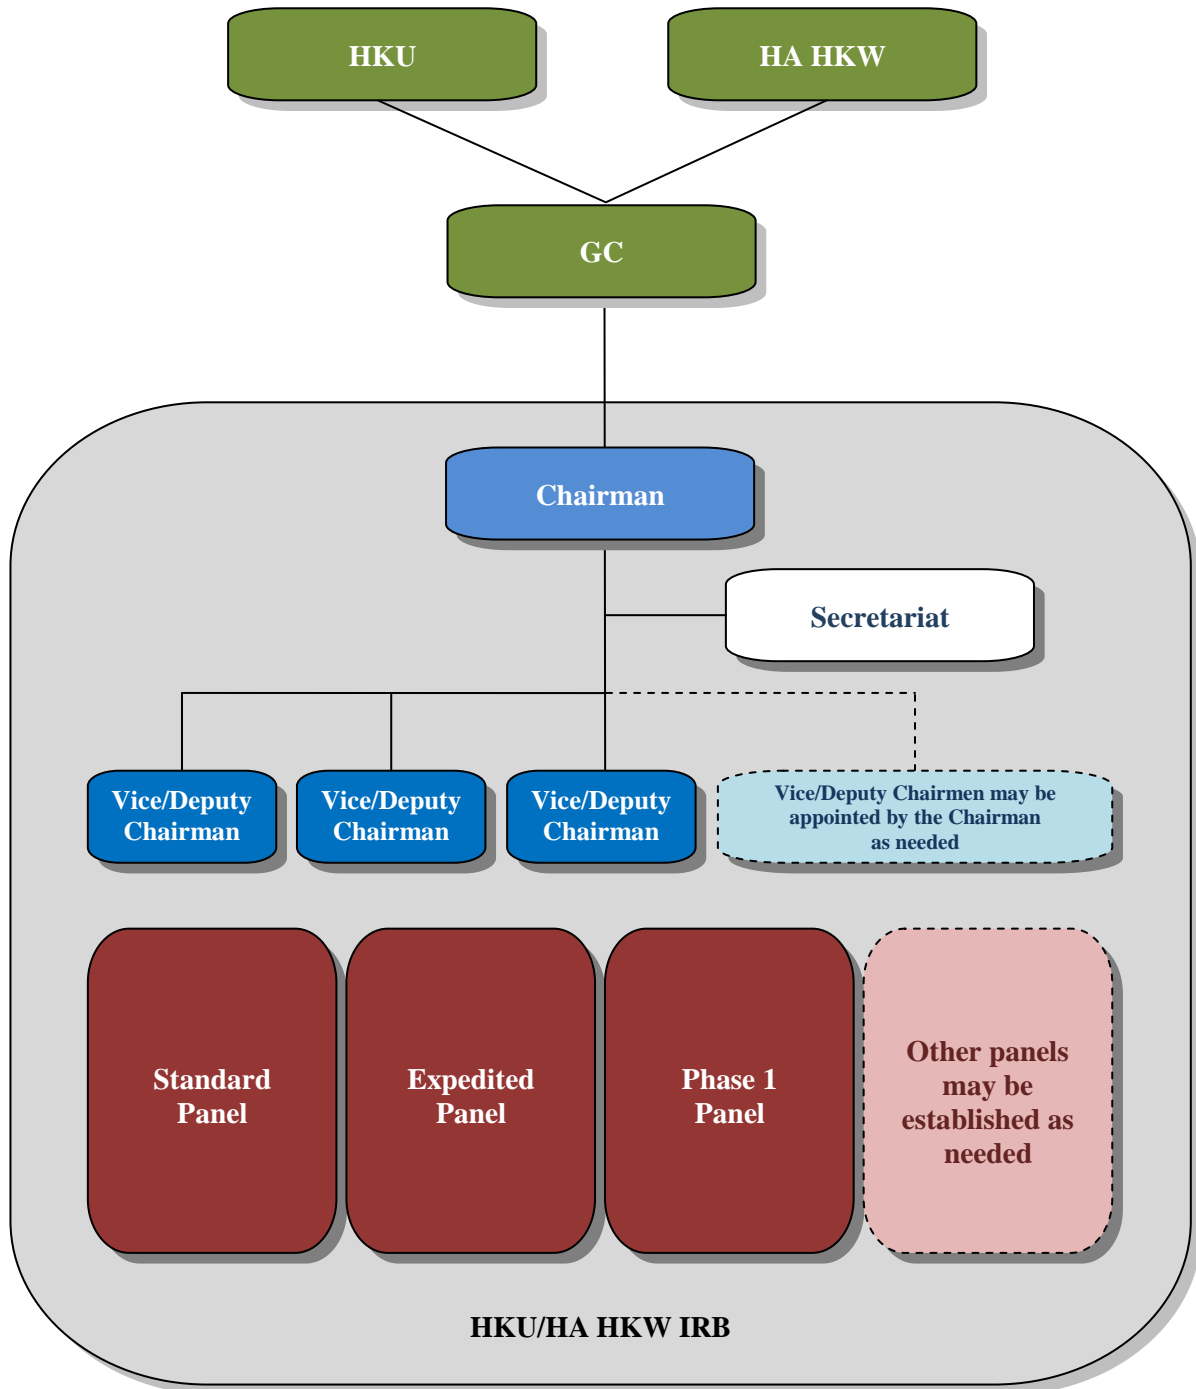 HKU
HA HKW
GC
Chairman
Secretariat
Vice/Deputy
Chairman
Vice/Deputy
Chairman
Vice/Deputy
Chairman
Vice/Deputy Chairmen may be
appointed by the Chairman
as needed
Standard
Panel
Expedited
Panel
Phase 1
Panel
Other panels
may be
established as
needed
HKU/HA HKW IRB